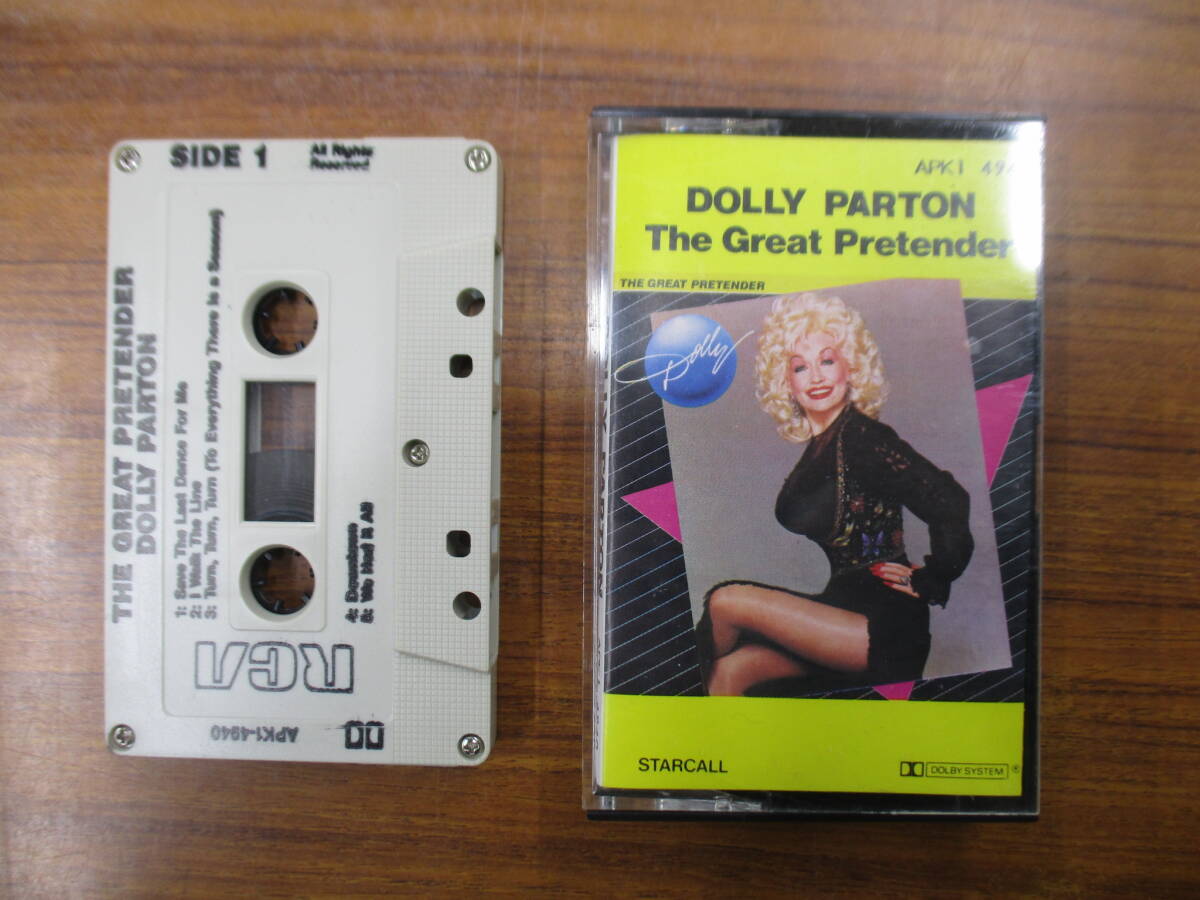 SIDE 1
All Rights
Reserved
THE GREAT PRETENDER
DOLLY PARTON
1: Save The Last Dance For Me
2: I Walk The Line
3: Turn, Turn, Turn (To Everything There is a Season)
4: Downtown
5: We Had It All
RCA
APK1-4940
APK1 494
DOLLY PARTON
The Great Pretender
THE GREAT PRETENDER
Dolly
STARCALL
DOLBY SYSTEM